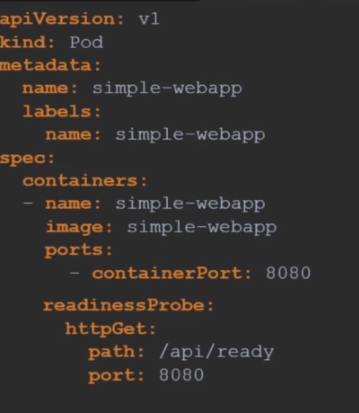 apiVersion: v1
kind: Pod
metadata:
  name: simple-webapp
  labels:
    name: simple-webapp
spec:
  containers:
  - name: simple-webapp
    image: simple-webapp
    ports:
      - containerPort: 8080
    readinessProbe:
      httpGet:
        path: /api/ready
        port: 8080